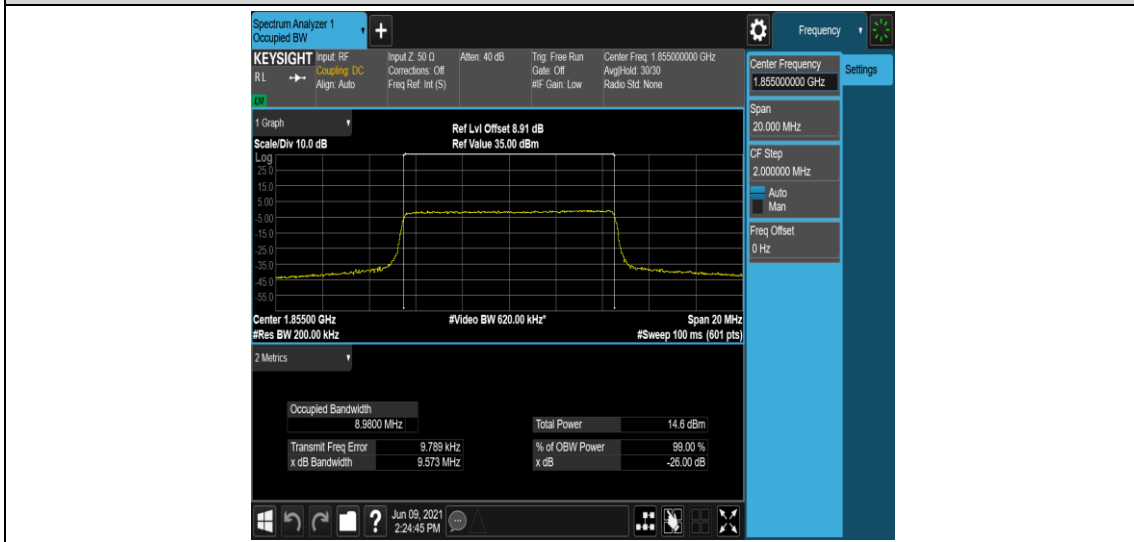 Spectrum Analyzer 1
Occupied BW
+
Frequency
KEYSIGHT
RL
LXI
Input: RF
Coupling: DC
Align: Auto
Input Z: 50 Ω
Corrections: Off
Freq Ref: Int (S)
Atten: 40 dB
Trig: Free Run
Gate: Off
#IF Gain: Low
Center Freq: 1.855000000 GHz
Avg|Hold: 30/30
Radio Std: None
Center Frequency
1.855000000 GHz
Settings
Span
20.000 MHz
CF Step
2.000000 MHz
Auto
Man
Freq Offset
0 Hz
1 Graph
Scale/Div 10.0 dB
Ref Lvl Offset 8.91 dB
Ref Value 35.00 dBm
Log
25.0
15.0
5.00
-5.00
-15.0
-25.0
-35.0
-45.0
-55.0
Center 1.85500 GHz
#Res BW 200.00 kHz
#Video BW 620.00 kHz*
Span 20 MHz
#Sweep 100 ms (601 pts)
2 Metrics
Occupied Bandwidth
8.9800 MHz
Transmit Freq Error 9.789 kHz
x dB Bandwidth 9.573 MHz
Total Power 14.6 dBm
% of OBW Power 99.00 %
x dB -26.00 dB
?
Jun 09, 2021
2:24:45 PM